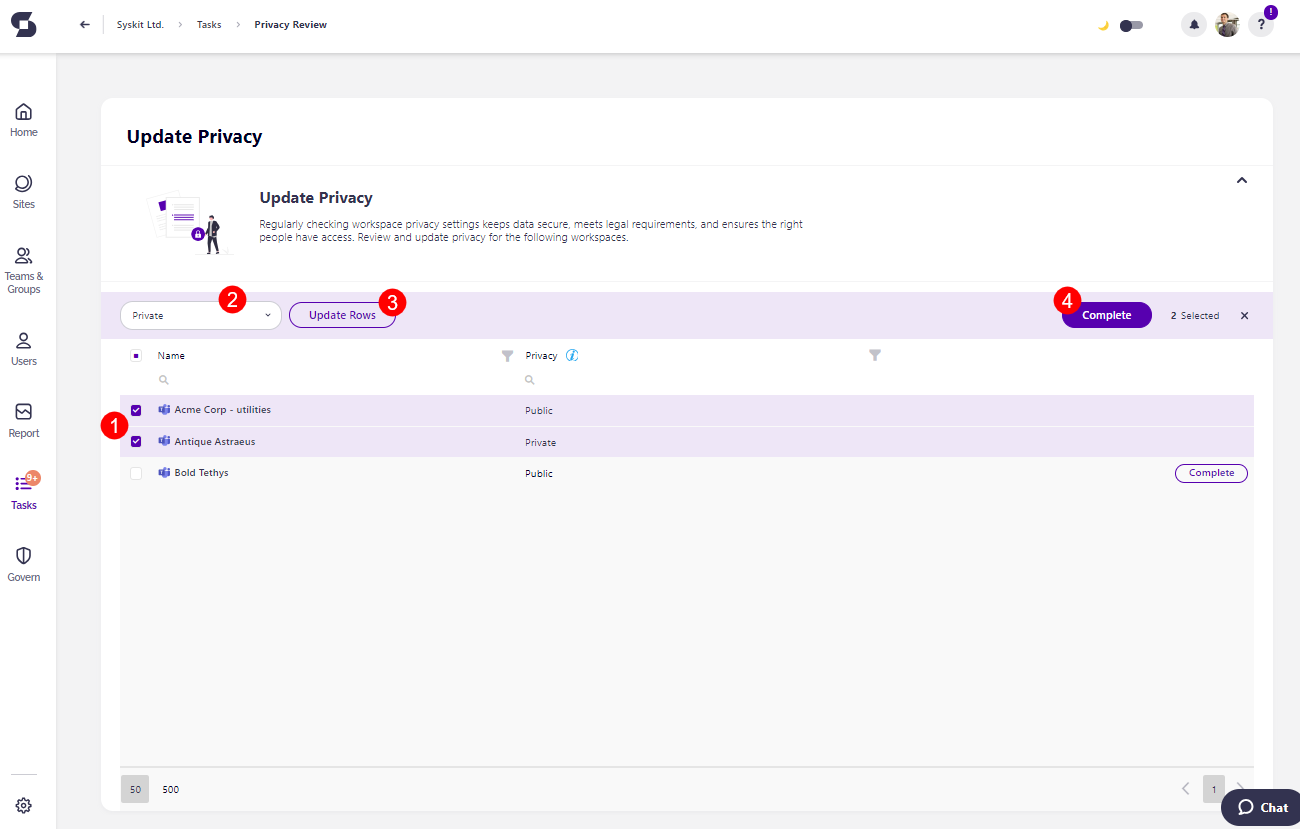 Syskit Ltd. > Tasks > Privacy Review
!
?
Home
Sites
Teams &
Groups
Users
Report
9+
Tasks
Govern
Update Privacy
Update Privacy
Regularly checking workspace privacy settings keeps data secure, meets legal requirements, and ensures the right
people have access. Review and update privacy for the following workspaces.
Private 2 Update Rows 3 4 Complete 2 Selected ×
Name Privacy i
1
Acme Corp - utilities Public
Antique Astraeus Private
Bold Tethys Public Complete
50 500 1
Chat